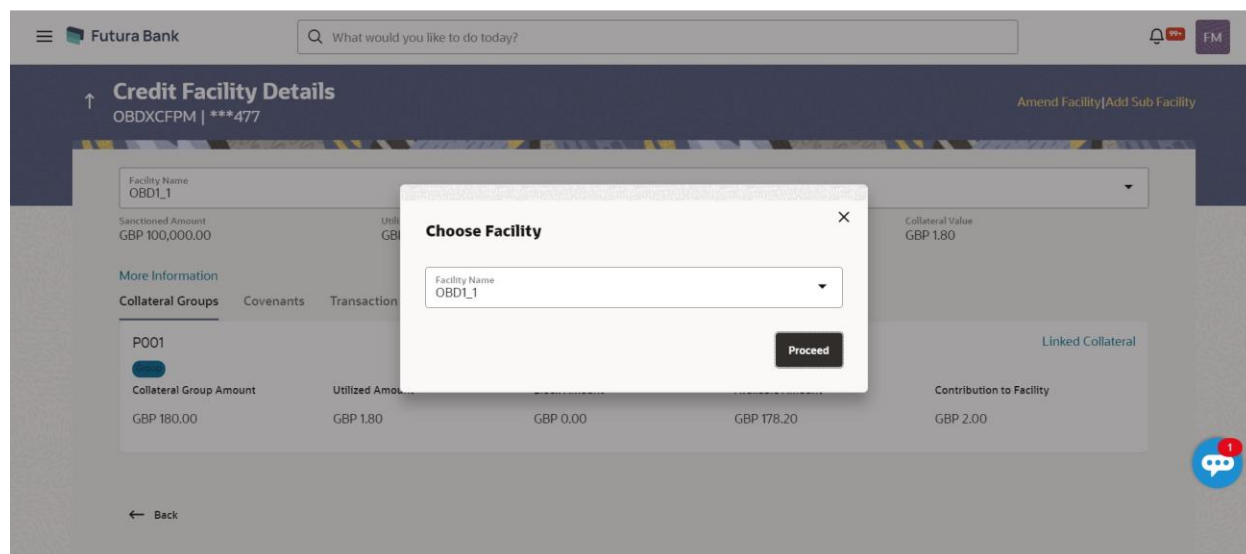 Futura Bank
What would you like to do today?
99+
FM
Credit Facility Details
OBDXCFPM | ***477
Amend Facility|Add Sub Facility
Facility Name
OBD1_1
Sanctioned Amount
Collateral Value
GBP 100,000.00
GBP 1.80
Choose Facility
Facility Name
OBD1_1
Proceed
More Information
Collateral Groups Covenants Transaction
P001
Linked Collateral
Group
Collateral Group Amount
Utilized
Contribution to Facility
GBP 180.00
GBP 1.80
GBP 0.00
GBP 178.20
GBP 2.00
1
Back